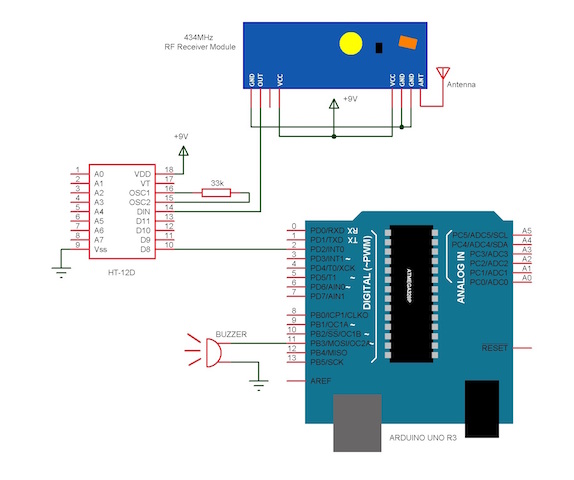 434MHz
RF Receiver Module
GND
OUT
VCC
VCC
GND
GND
ANT
Antenna
+9V
+9V
1 A0 VDD 18
2 A1 VT 17
3 A2 OSC1 16
4 A3 OSC2 15
5 A4 DIN 14
6 A5 D11 13
7 A6 D10 12
8 A7 D9 11
9 Vss D8 10
33k
HT-12D
0 PD0/RXD RX
1 PD1/TXD TX
2 PD2/INT0
3 PD3/INT1 ~
4 PD4/T0/XCK
5 PD5/T1 ~
6 PD6/AIN0 ~
7 PD7/AIN1
8 PB0/ICP1/CLKO
9 PB1/OC1A ~
10 PB2/SS/OC1B ~
11 PB3/MOSI/OC2A ~
12 PB4/MISO
13 PB5/SCK
AREF
DIGITAL (~PWM)
ATMEGA328P
ANALOG IN
PC5/ADC5/SCL A5
PC4/ADC4/SDA A4
PC3/ADC3 A3
PC2/ADC2 A2
PC1/ADC1 A1
PC0/ADC0 A0
RESET
BUZZER
ARDUINO UNO R3